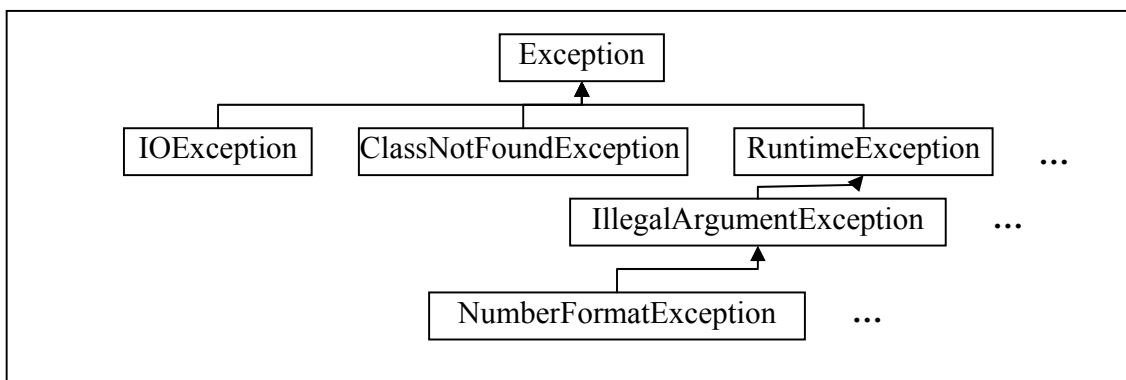 Exception
IOException ClassNotFoundException RuntimeException ...
IllegalArgumentException ...
NumberFormatException ...